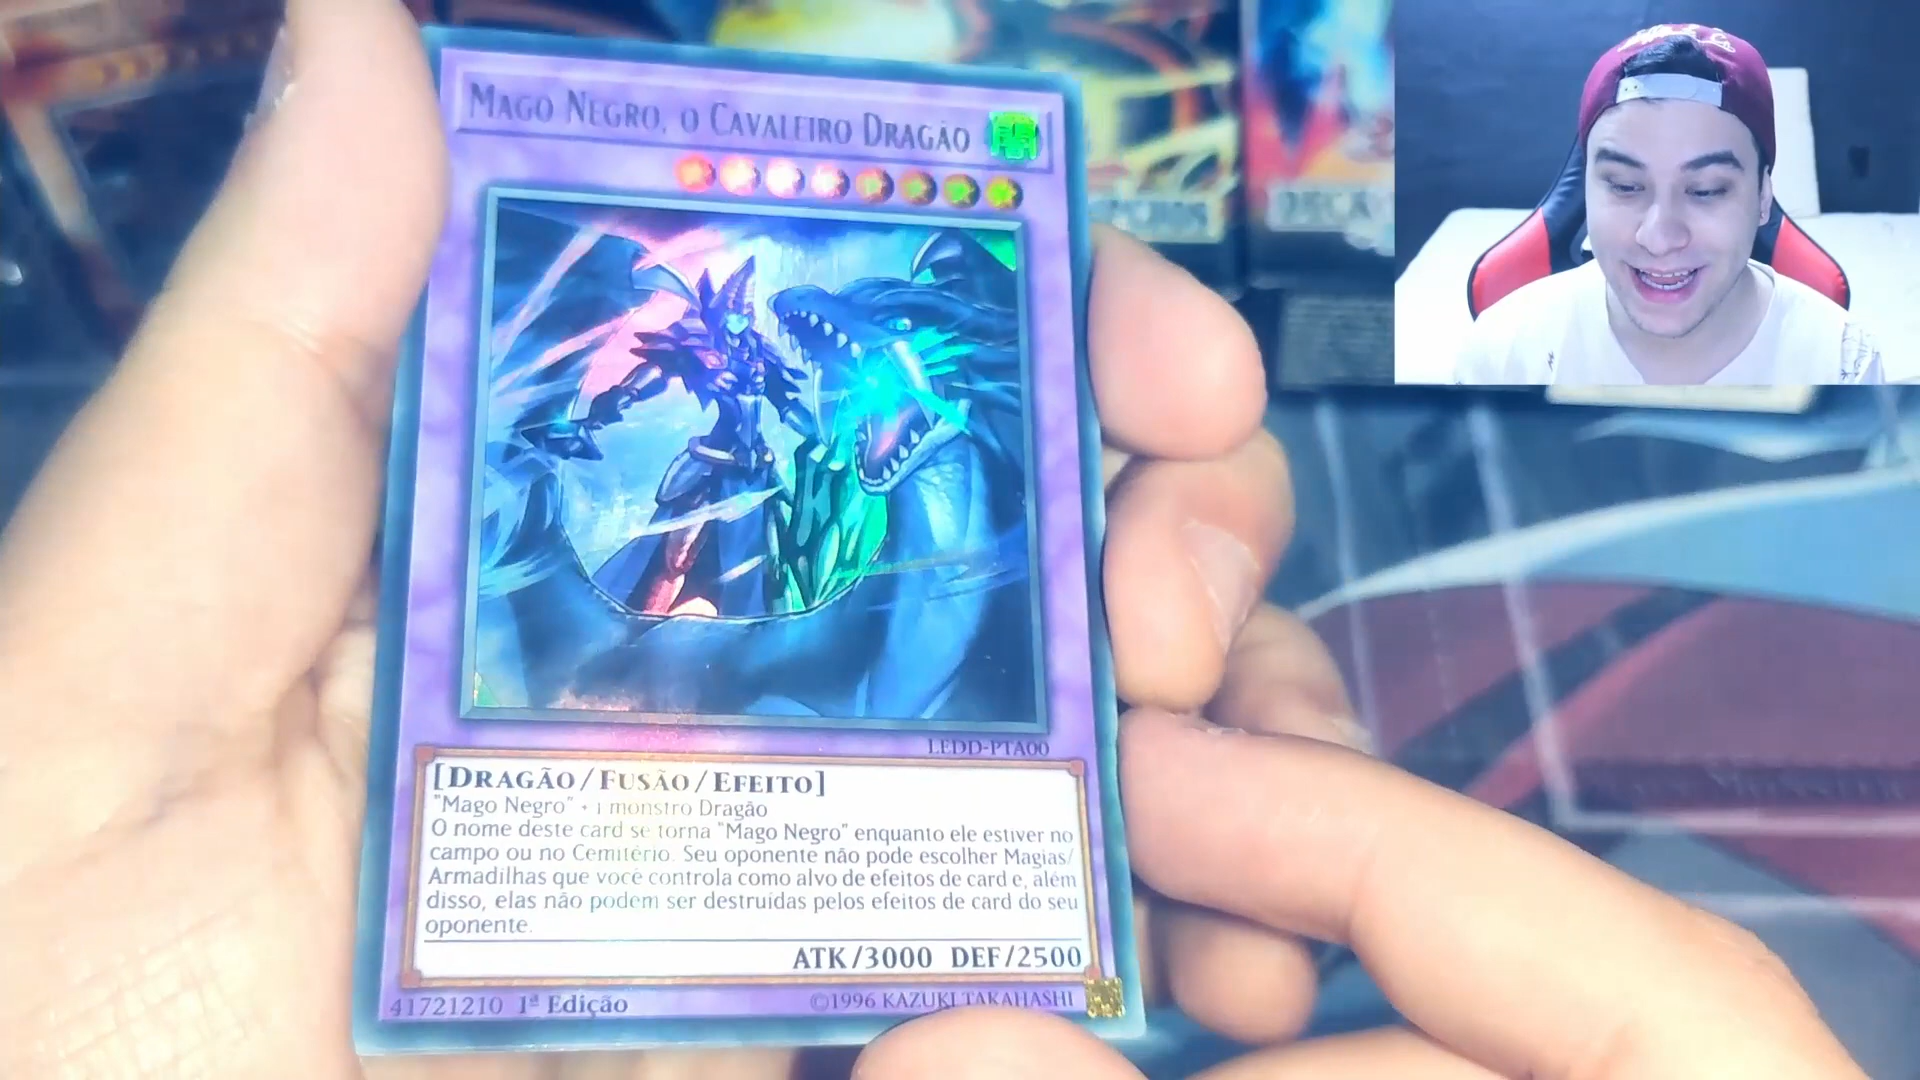 Mago Negro, o Cavaleiro Dragão
闇
LEDD-PTA00
[Dragão/Fusão/Efeito]
"Mago Negro" + 1 monstro Dragão
O nome deste card se torna "Mago Negro" enquanto ele estiver no
campo ou no Cemitério. Seu oponente não pode escolher Magias/
Armadilhas que você controla como alvo de efeitos de card e, além
disso, elas não podem ser destruídas pelos efeitos de card do seu
oponente.
ATK/3000 DEF/2500
41721210 1ª Edição
©1996 KAZUKI TAKAHASHI
DECK